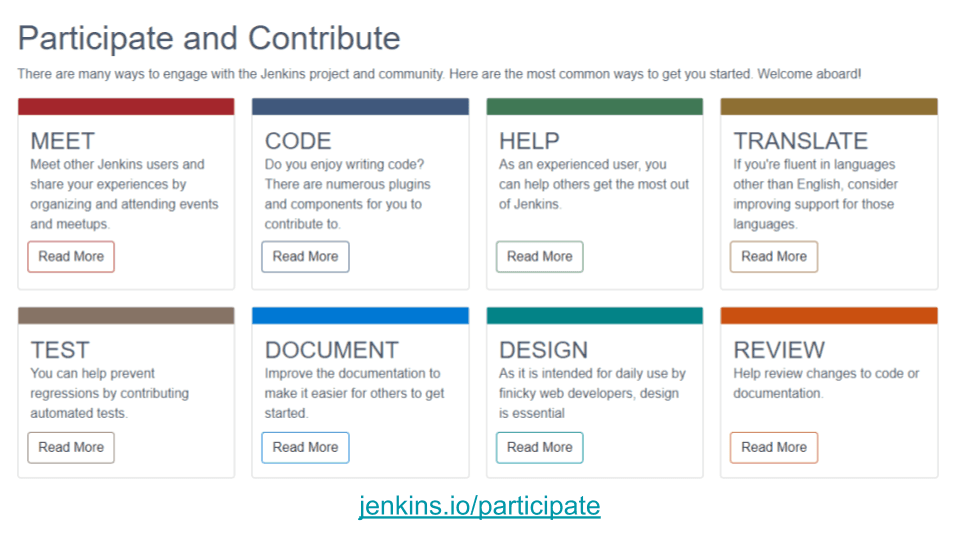 Participate and Contribute
There are many ways to engage with the Jenkins project and community. Here are the most common ways to get you started. Welcome aboard!
MEET
Meet other Jenkins users and
share your experiences by
organizing and attending events
and meetups.
Read More
CODE
Do you enjoy writing code?
There are numerous plugins
and components for you to
contribute to.
Read More
HELP
As an experienced user, you
can help others get the most out
of Jenkins.
Read More
TRANSLATE
If you're fluent in languages
other than English, consider
improving support for those
languages.
Read More
TEST
You can help prevent
regressions by contributing
automated tests.
Read More
DOCUMENT
Improve the documentation to
make it easier for others to get
started.
Read More
DESIGN
As it is intended for daily use by
finicky web developers, design
is essential
Read More
REVIEW
Help review changes to code or
documentation.
Read More
jenkins.io/participate